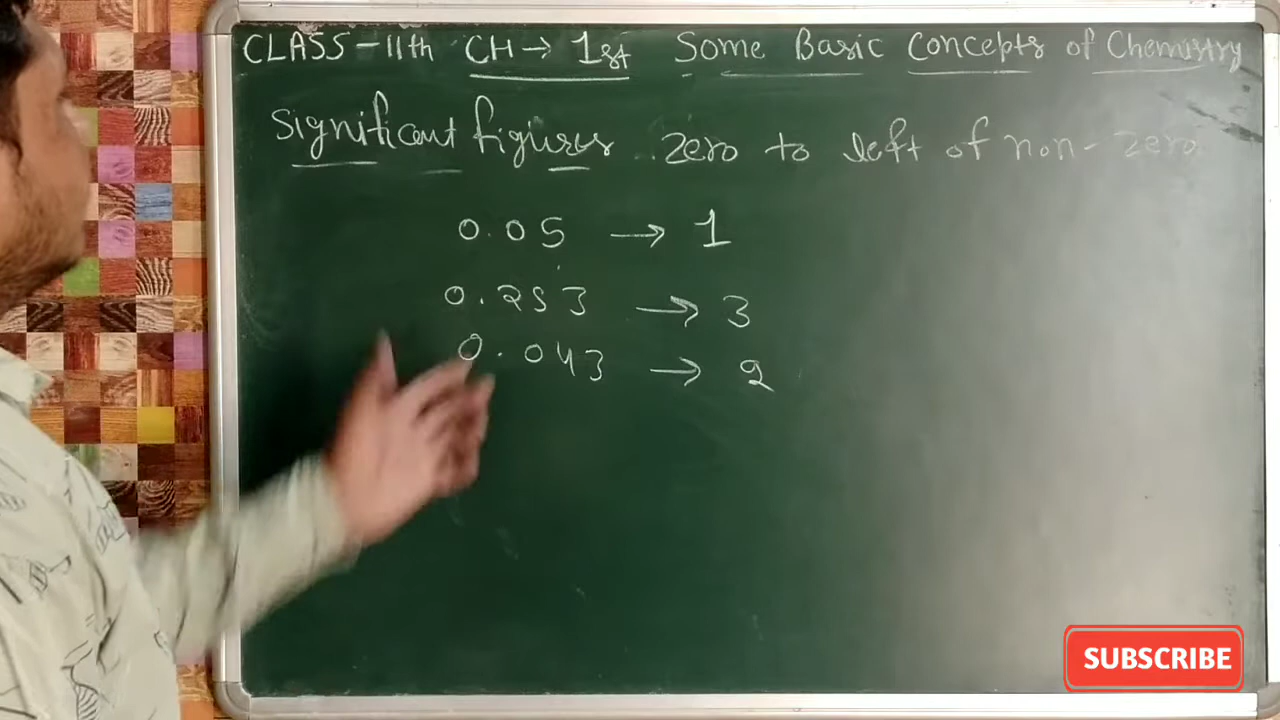 CLASS-11th CH→ 1st Some Basic Concepts of Chemistry
Significant figures zero to left of non-zero
0.05 → 1
0.253 → 3
0.043 → 2
SUBSCRIBE